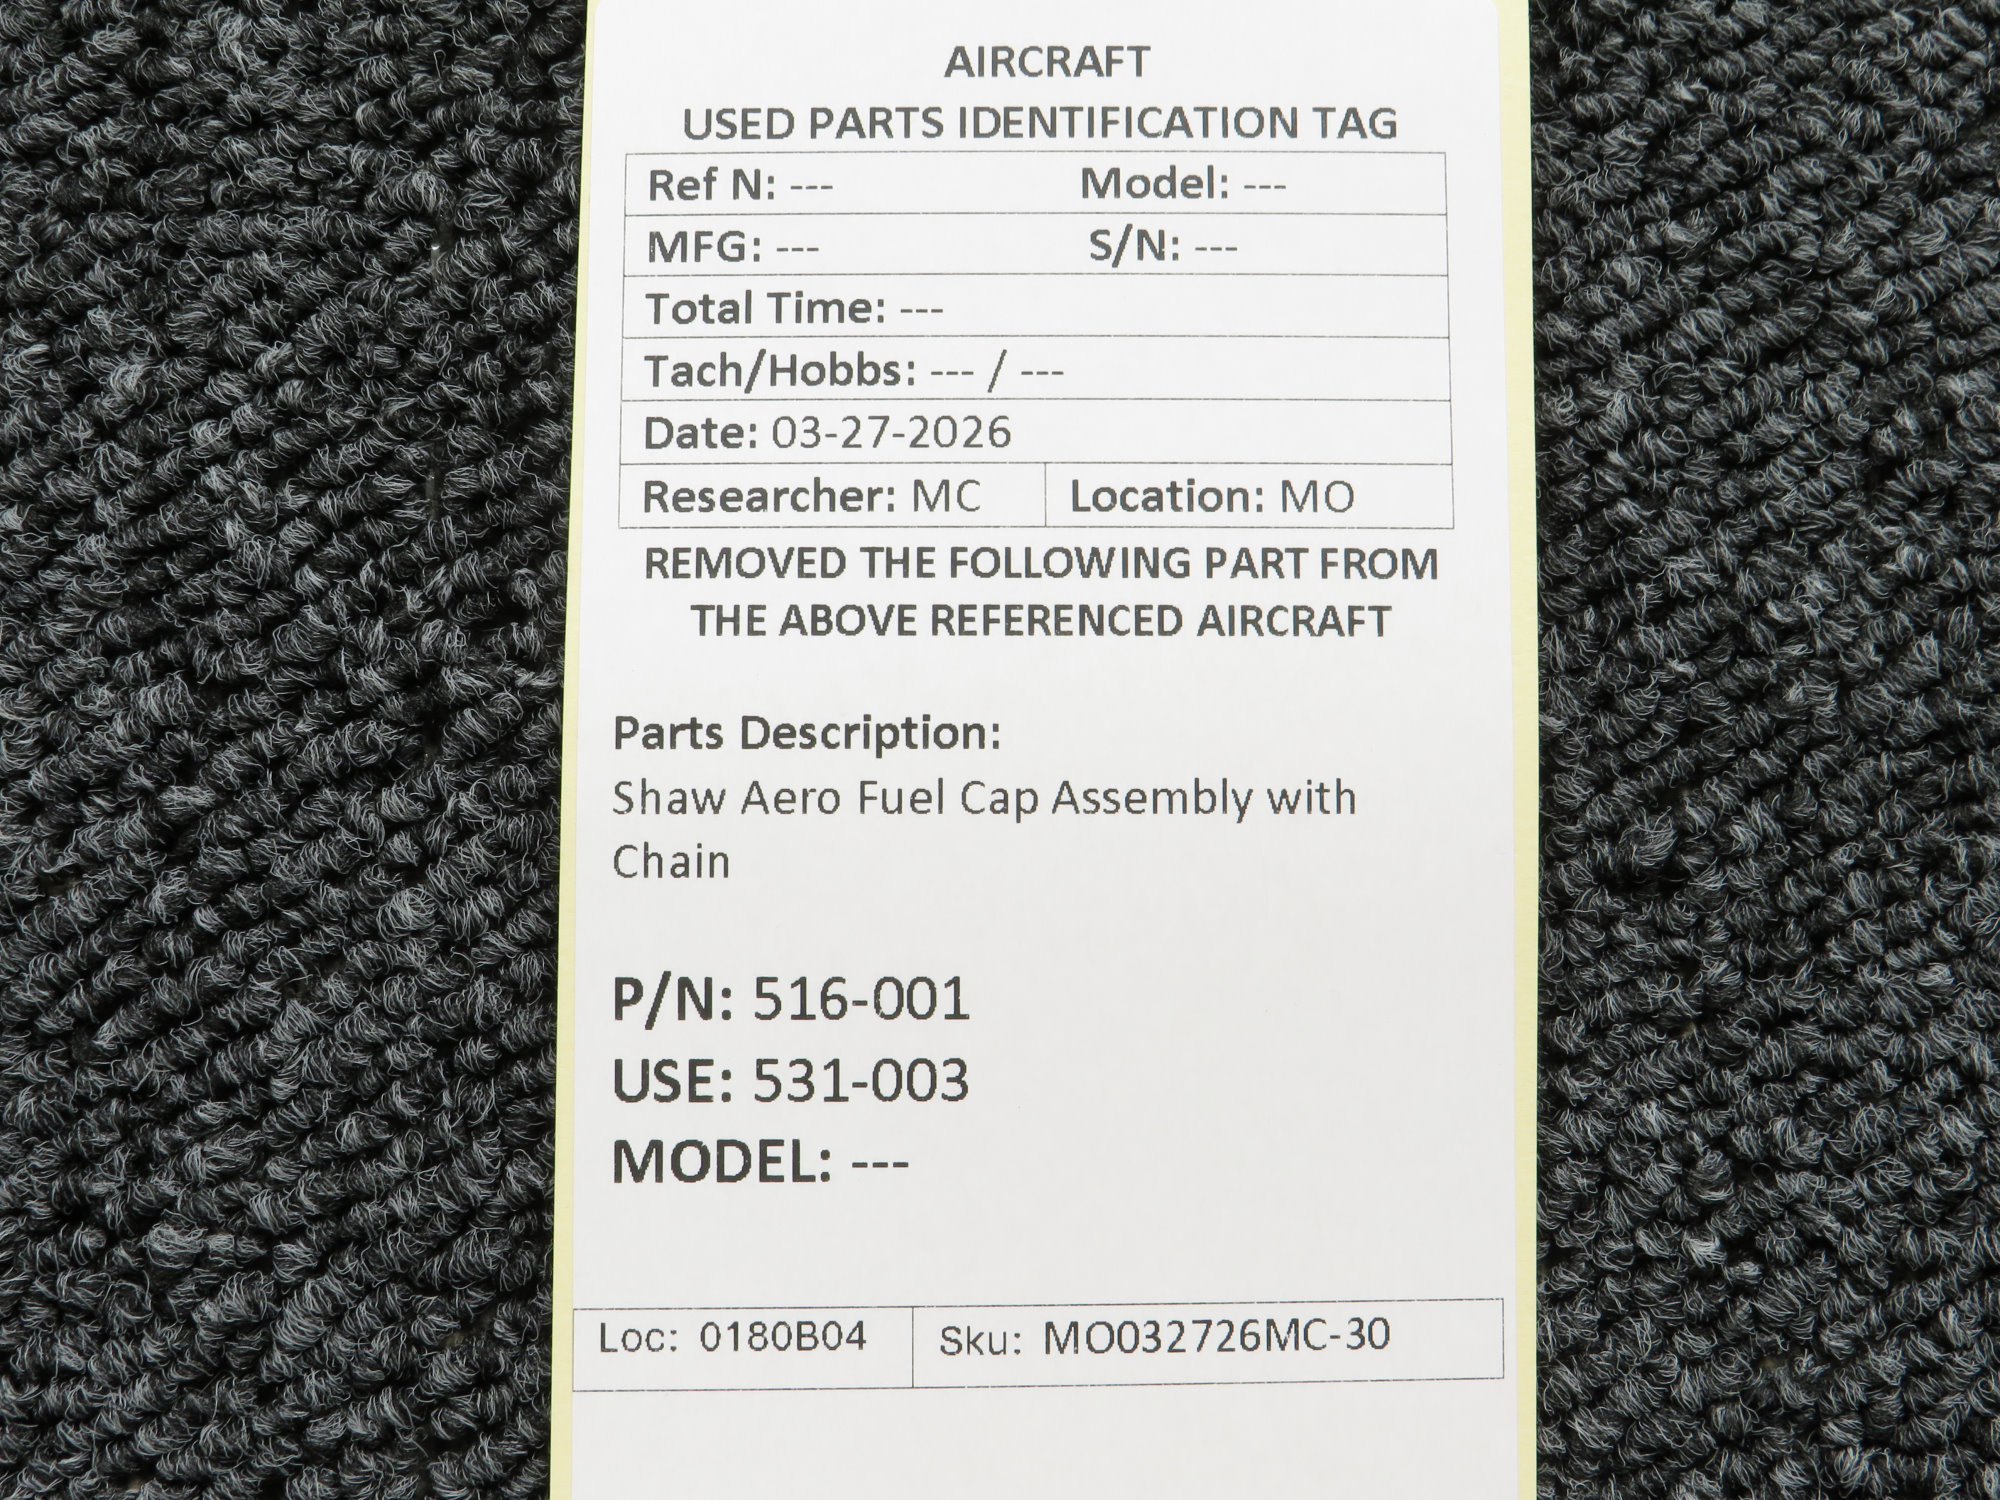 AIRCRAFT
USED PARTS IDENTIFICATION TAG
Ref N: --- Model: ---
MFG: --- S/N: ---
Total Time: ---
Tach/Hobbs: --- / ---
Date: 03-27-2026
Researcher: MC Location: MO
REMOVED THE FOLLOWING PART FROM
THE ABOVE REFERENCED AIRCRAFT
Parts Description:
Shaw Aero Fuel Cap Assembly with
Chain
P/N: 516-001
USE: 531-003
MODEL: ---
Loc: 0180B04 Sku: MO032726MC-30